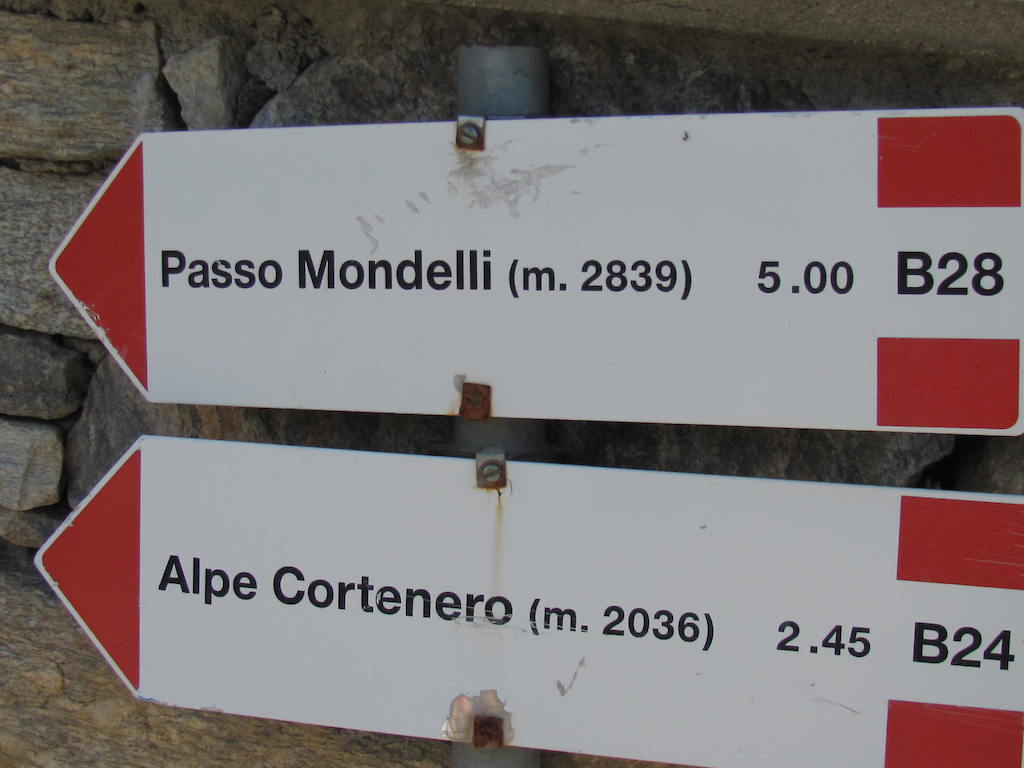 Passo Mondelli (m. 2839) 5.00 B28
Alpe Cortenero (m. 2036) 2.45 B24